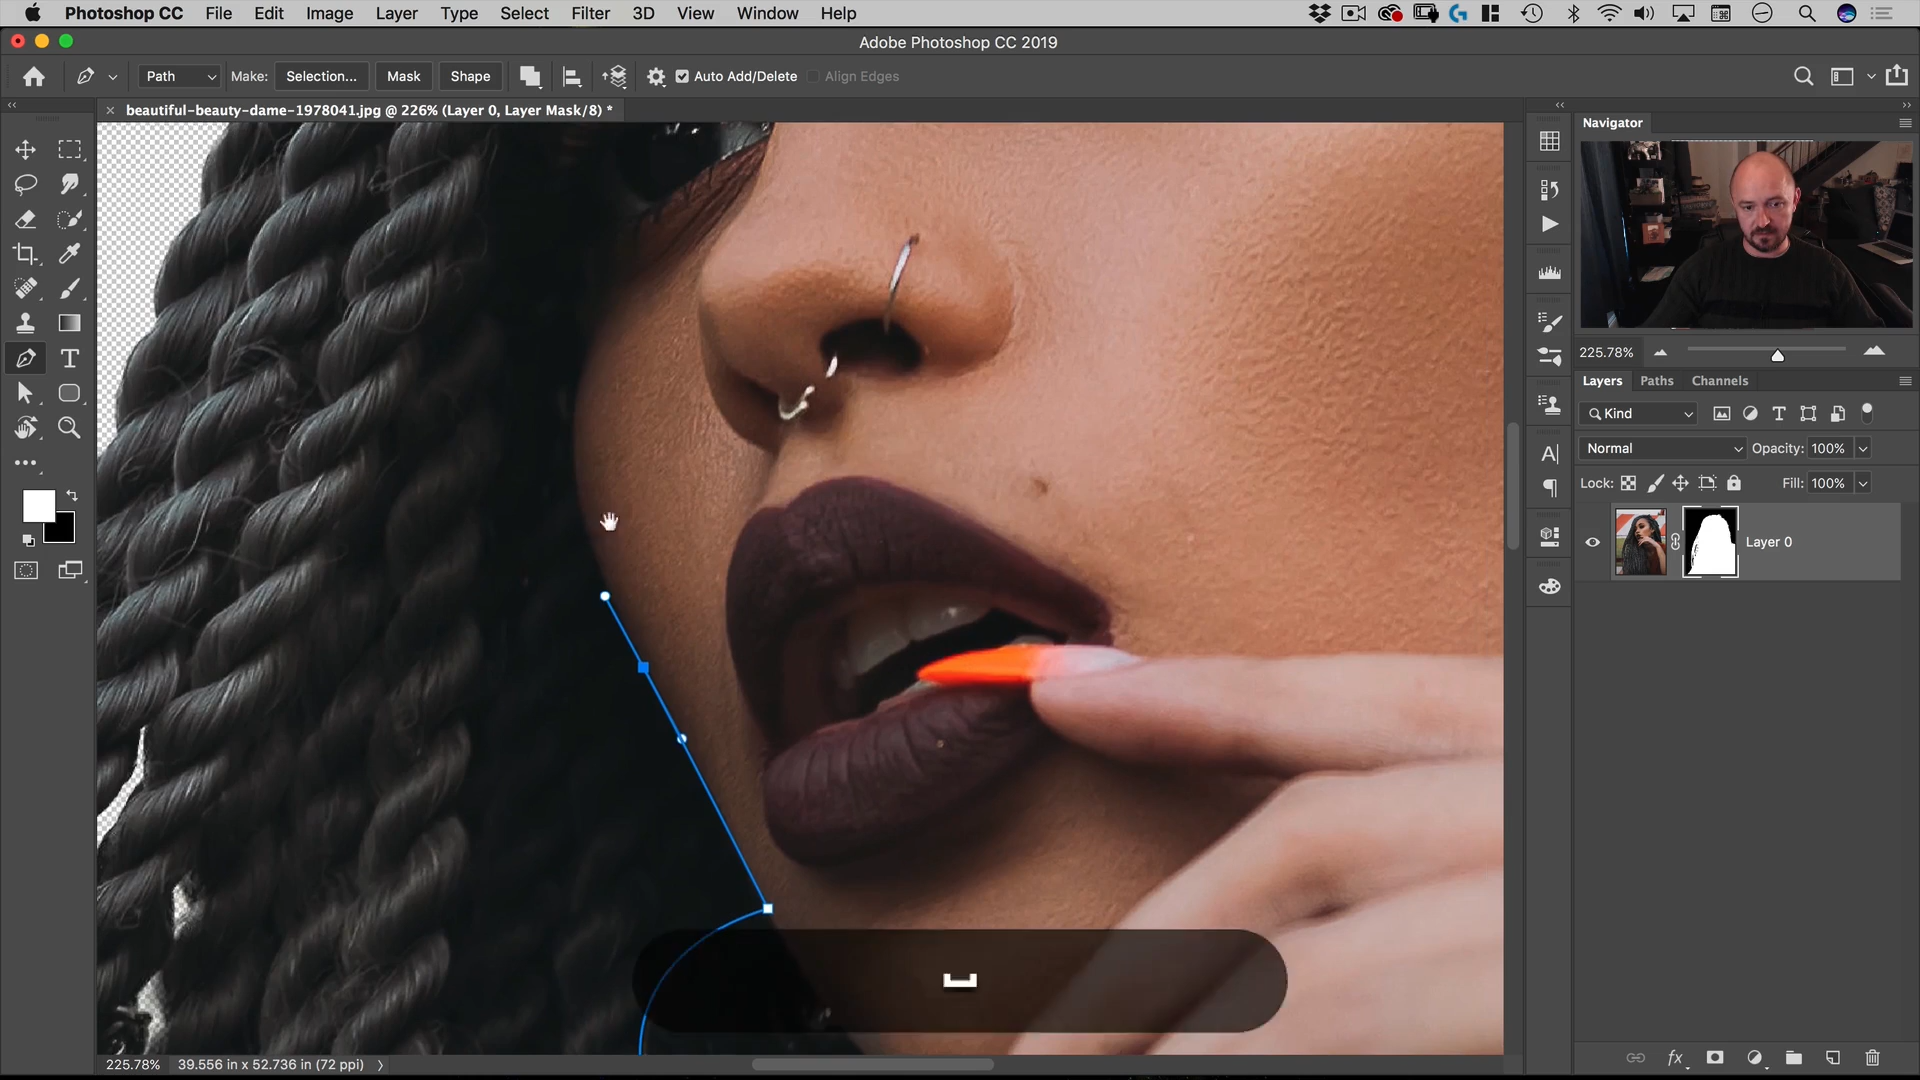 Photoshop CC File Edit Image Layer Type Select Filter 3D View Window Help
Adobe Photoshop CC 2019
Path Make: Selection... Mask Shape Auto Add/Delete Align Edges
× beautiful-beauty-dame-1978041.jpg @ 226% (Layer 0, Layer Mask/8) *
Navigator
225.78%
Layers Paths Channels
Kind
Normal Opacity: 100%
Lock: Fill: 100%
Layer 0
225.78% 39.556 in x 52.736 in (72 ppi)